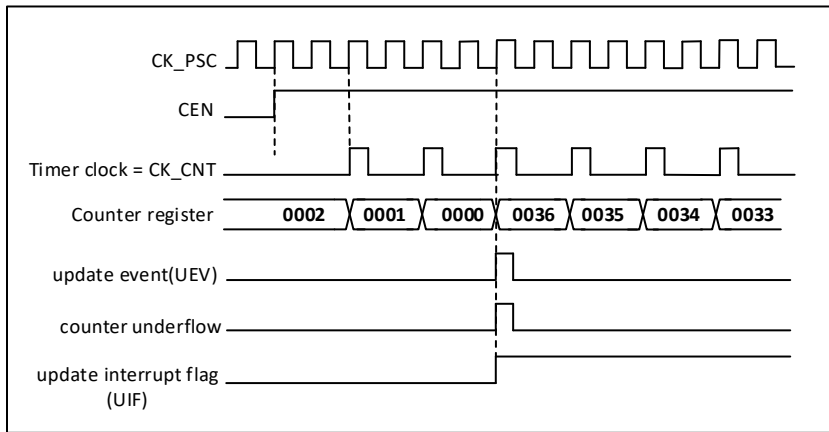 CK_PSC
CEN
Timer clock = CK_CNT
Counter register 0002 0001 0000 0036 0035 0034 0033
update event(UEV)
counter underflow
update interrupt flag
(UIF)